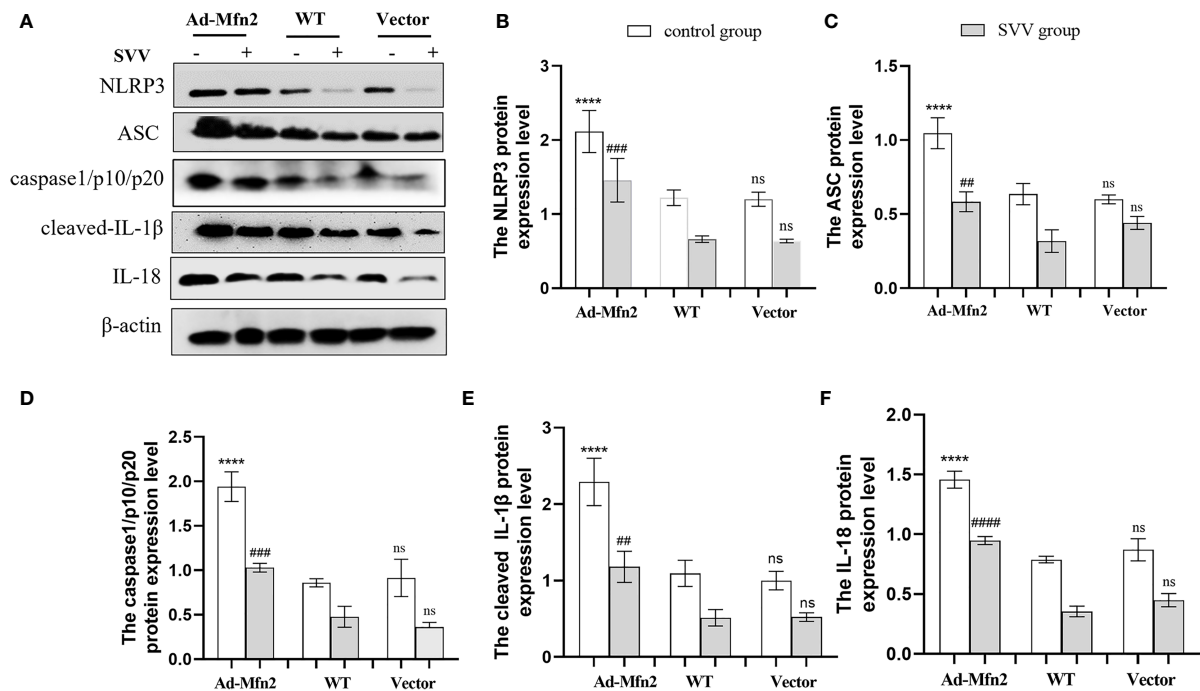 A
Ad-Mfn2 WT Vector
SVV - + - + - +
NLRP3
ASC
caspase1/p10/p20
cleaved-IL-1β
IL-18
β-actin
control group SVV group
B
The NLRP3 protein
expression level
3
2
1
0
**** ### ns ns
Ad-Mfn2 WT Vector
C
The ASC protein
expression level
1.5
1.0
0.5
0.0
**** ## ns ns
Ad-Mfn2 WT Vector
D
The caspase1/p10/p20
protein expression level
2.5
2.0
1.5
1.0
0.5
0.0
**** ### ns ns
Ad-Mfn2 WT Vector
E
The cleaved IL-1β protein
expression level
3
2
1
0
**** ## ns ns
Ad-Mfn2 WT Vector
F
The IL-18 protein
expression level
2.0
1.5
1.0
0.5
0.0
**** #### ns ns
Ad-Mfn2 WT Vector